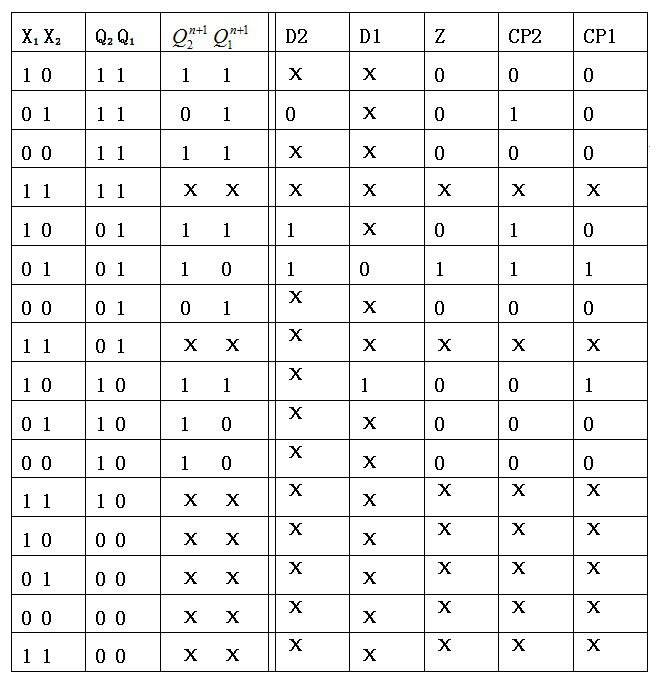 X₁ X₂ Q₂ Q₁ Q₂ⁿ⁺¹ Q₁ⁿ⁺¹ D2 D1 Z CP2 CP1
1 0 1 1 1 1 x x 0 0 0
0 1 1 1 0 1 0 x 0 1 0
0 0 1 1 1 1 x x 0 0 0
1 1 1 1 x x x x x x x
1 0 0 1 1 1 1 x 0 1 0
0 1 0 1 1 0 1 0 1 1 1
0 0 0 1 0 1 x x 0 0 0
1 1 0 1 x x x x x x x
1 0 1 0 1 1 x 1 0 0 1
0 1 1 0 1 0 x x 0 0 0
0 0 1 0 1 0 x x 0 0 0
1 1 1 0 x x x x x x x
1 0 0 0 x x x x x x x
0 1 0 0 x x x x x x x
0 0 0 0 x x x x x x x
1 1 0 0 x x x x x x x